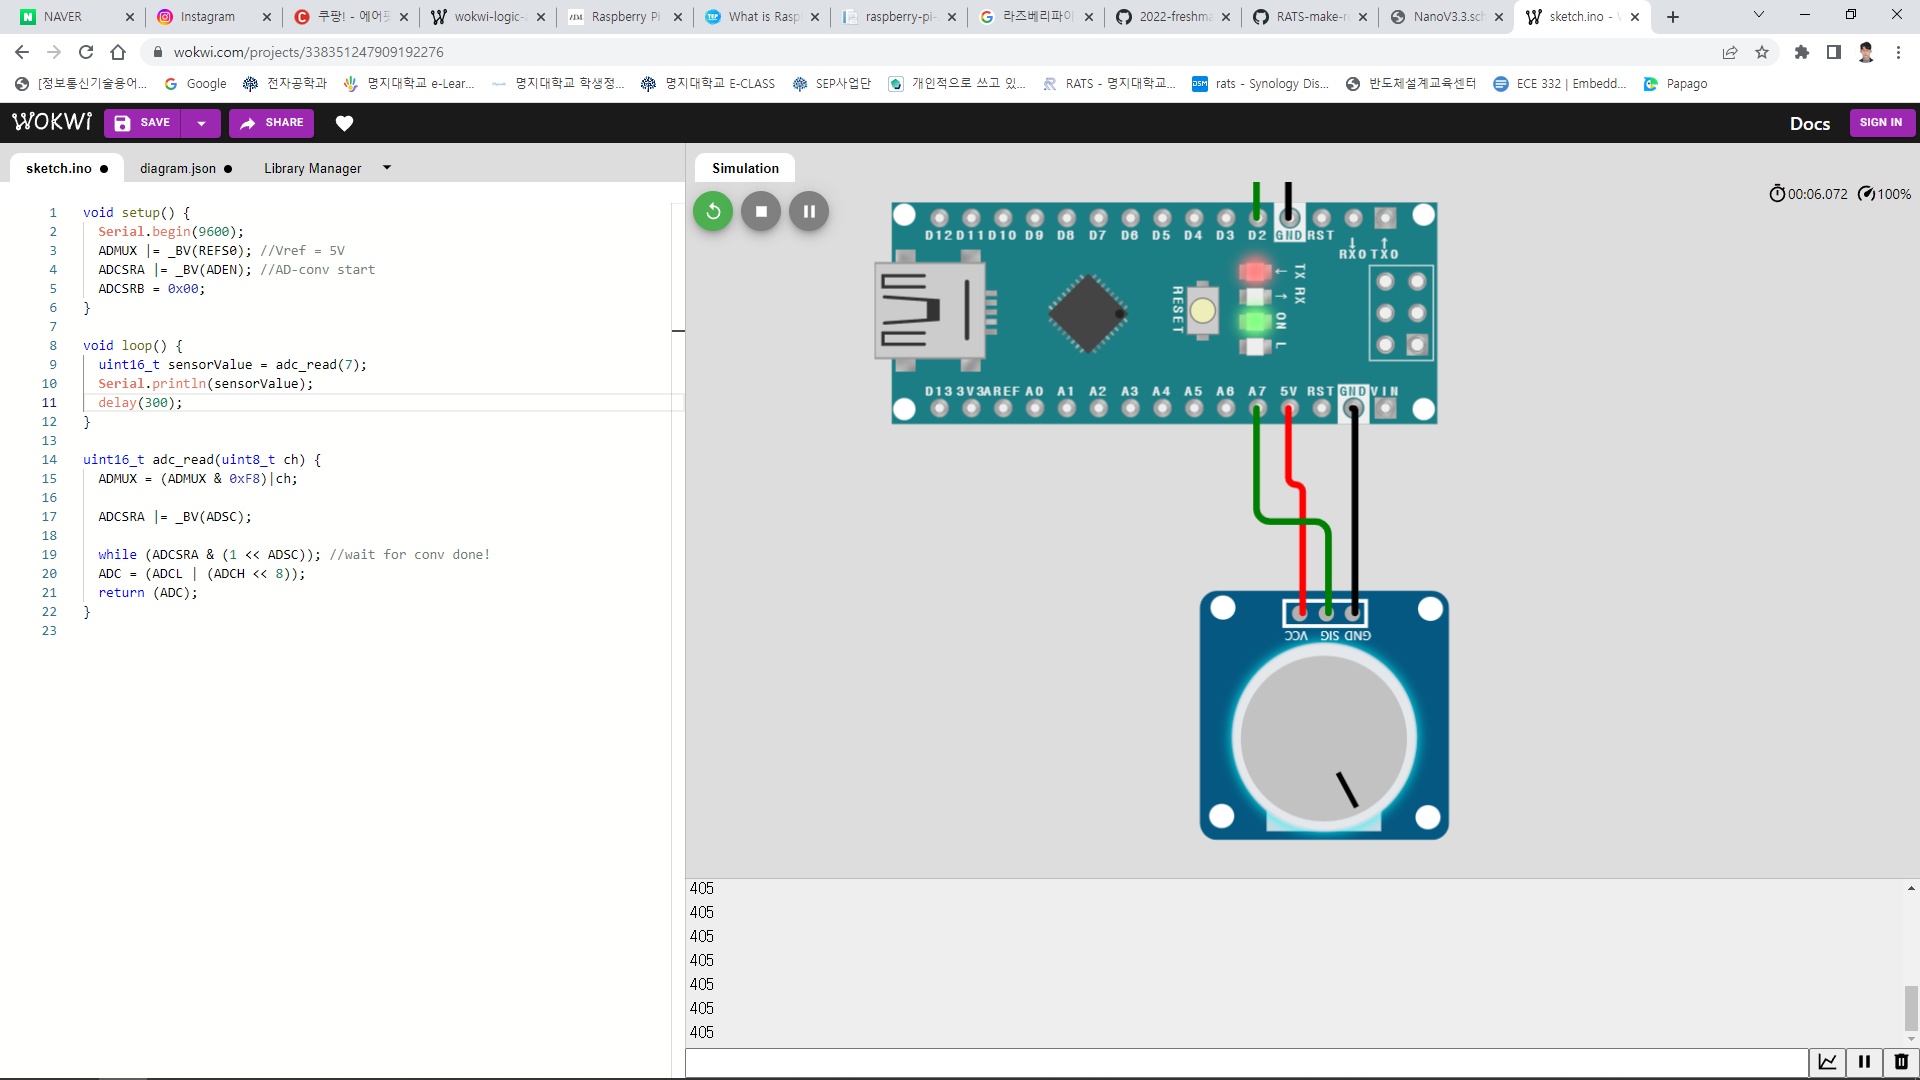 NAVER
Instagram
쿠팡! - 에어팟
wokwi-logic-a
Raspberry Pi
What is Rasp
raspberry-pi-
라즈베리파이
2022-freshma
RATS-make-r
NanoV3.3.sch
sketch.ino - W
wokwi.com/projects/338351247909192276
[정보통신기술용어...
Google
전자공학과
명지대학교 e-Lear...
명지대학교 학생정...
명지대학교 E-CLASS
SEP사업단
개인적으로 쓰고 있...
RATS - 명지대학교...
rats - Synology Dis...
반도체설계교육센터
ECE 332 | Embedd...
Papago
WOKWi
SAVE
SHARE
Docs
SIGN IN
sketch.ino
diagram.json
Library Manager
Simulation
00:06.072
100%
1 void setup() {
2 Serial.begin(9600);
3 ADMUX |= _BV(REFS0); //Vref = 5V
4 ADCSRA |= _BV(ADEN); //AD-conv start
5 ADCSRB = 0x00;
6 }
7
8 void loop() {
9 uint16_t sensorValue = adc_read(7);
10 Serial.println(sensorValue);
11 delay(300);
12 }
13
14 uint16_t adc_read(uint8_t ch) {
15 ADMUX = (ADMUX & 0xF8)|ch;
16
17 ADCSRA |= _BV(ADSC);
18
19 while (ADCSRA & (1 << ADSC)); //wait for conv done!
20 ADC = (ADCL | (ADCH << 8));
21 return (ADC);
22 }
23
D12 D11 D10 D9 D8 D7 D6 D5 D4 D3 D2 GND RST
RX0 TX0
TX RX
RESET
ON
L
D13 3V3 AREF A0 A1 A2 A3 A4 A5 A6 A7 5V RST GND VIN
VCC SIG GND
405
405
405
405
405
405
405